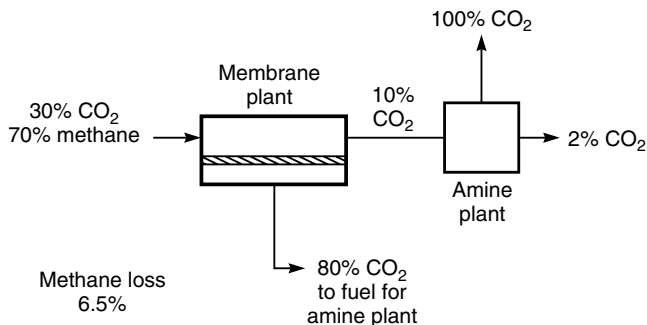 100% CO₂
Membrane
plant
30% CO₂
70% methane
10%
CO₂
2% CO₂
Amine
plant
Methane loss
6.5%
80% CO₂
to fuel for
amine plant